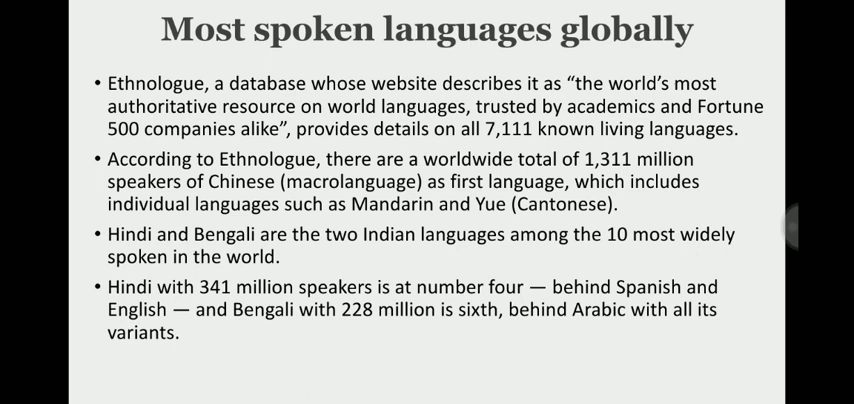 Most spoken languages globally
• Ethnologue, a database whose website describes it as “the world’s most
authoritative resource on world languages, trusted by academics and Fortune
500 companies alike”, provides details on all 7,111 known living languages.
• According to Ethnologue, there are a worldwide total of 1,311 million
speakers of Chinese (macrolanguage) as first language, which includes
individual languages such as Mandarin and Yue (Cantonese).
• Hindi and Bengali are the two Indian languages among the 10 most widely
spoken in the world.
• Hindi with 341 million speakers is at number four — behind Spanish and
English — and Bengali with 228 million is sixth, behind Arabic with all its
variants.